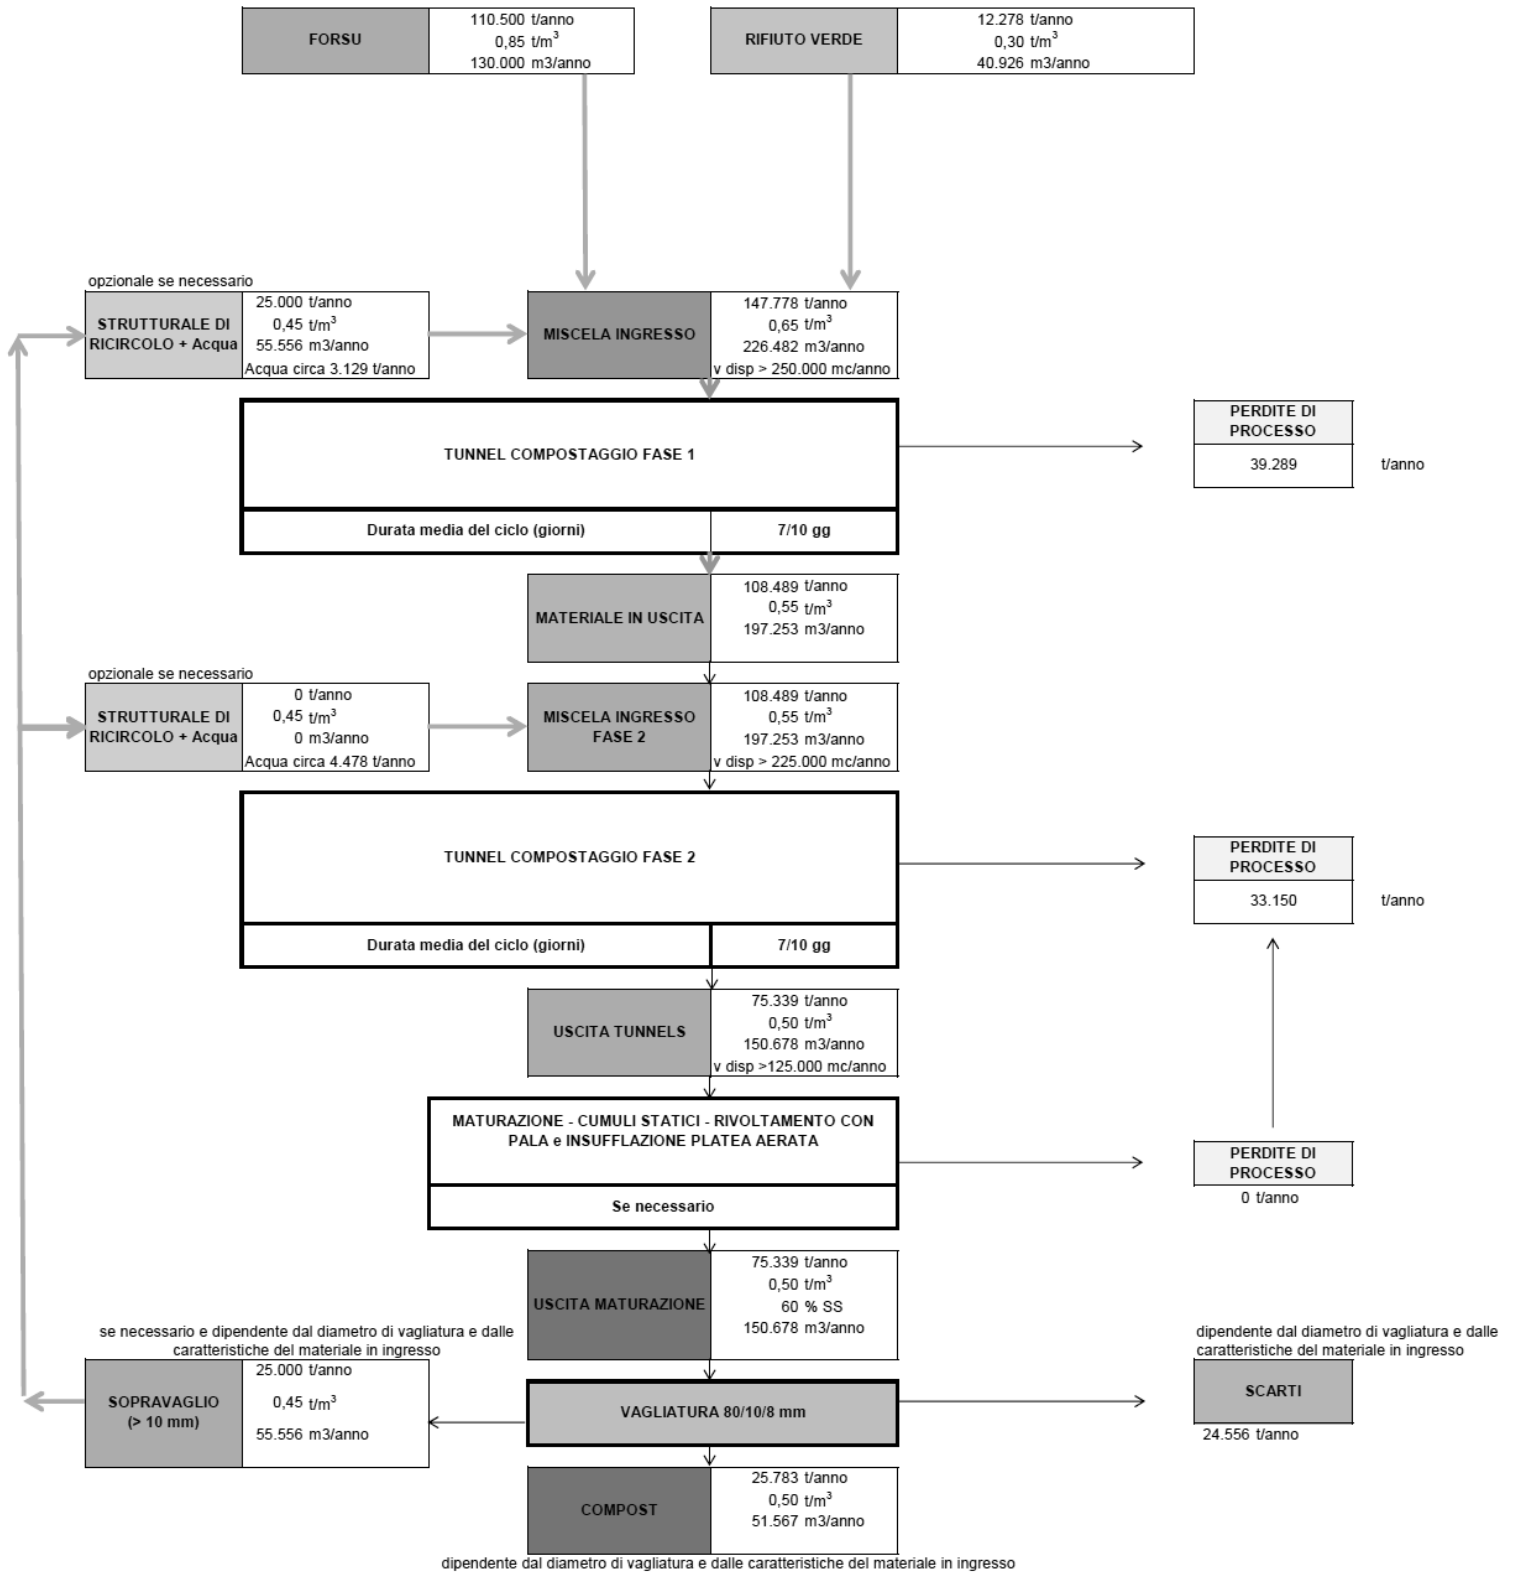 FORSU
110.500 t/anno
0,85 t/m³
130.000 m3/anno
RIFIUTO VERDE
12.278 t/anno
0,30 t/m³
40.926 m3/anno
opzionale se necessario
STRUTTURALE DI
RICIRCOLO + Acqua
25.000 t/anno
0,45 t/m³
55.556 m3/anno
Acqua circa 3.129 t/anno
MISCELA INGRESSO
147.778 t/anno
0,65 t/m³
226.482 m3/anno
v disp > 250.000 mc/anno
TUNNEL COMPOSTAGGIO FASE 1
Durata media del ciclo (giorni)
7/10 gg
PERDITE DI
PROCESSO
39.289
t/anno
MATERIALE IN USCITA
108.489 t/anno
0,55 t/m³
197.253 m3/anno
opzionale se necessario
STRUTTURALE DI
RICIRCOLO + Acqua
0 t/anno
0,45 t/m³
0 m3/anno
Acqua circa 4.478 t/anno
MISCELA INGRESSO
FASE 2
108.489 t/anno
0,55 t/m³
197.253 m3/anno
v disp > 225.000 mc/anno
TUNNEL COMPOSTAGGIO FASE 2
Durata media del ciclo (giorni)
7/10 gg
PERDITE DI
PROCESSO
33.150
t/anno
USCITA TUNNELS
75.339 t/anno
0,50 t/m³
150.678 m3/anno
v disp >125.000 mc/anno
MATURAZIONE - CUMULI STATICI - RIVOLTAMENTO CON
PALA e INSUFFLAZIONE PLATEA AERATA
Se necessario
PERDITE DI
PROCESSO
0 t/anno
USCITA MATURAZIONE
75.339 t/anno
0,50 t/m³
60 % SS
150.678 m3/anno
se necessario e dipendente dal diametro di vagliatura e dalle
caratteristiche del materiale in ingresso
SOPRAVAGLIO
(> 10 mm)
25.000 t/anno
0,45 t/m³
55.556 m3/anno
VAGLIATURA 80/10/8 mm
dipendente dal diametro di vagliatura e dalle
caratteristiche del materiale in ingresso
SCARTI
24.556 t/anno
COMPOST
25.783 t/anno
0,50 t/m³
51.567 m3/anno
dipendente dal diametro di vagliatura e dalle caratteristiche del materiale in ingresso